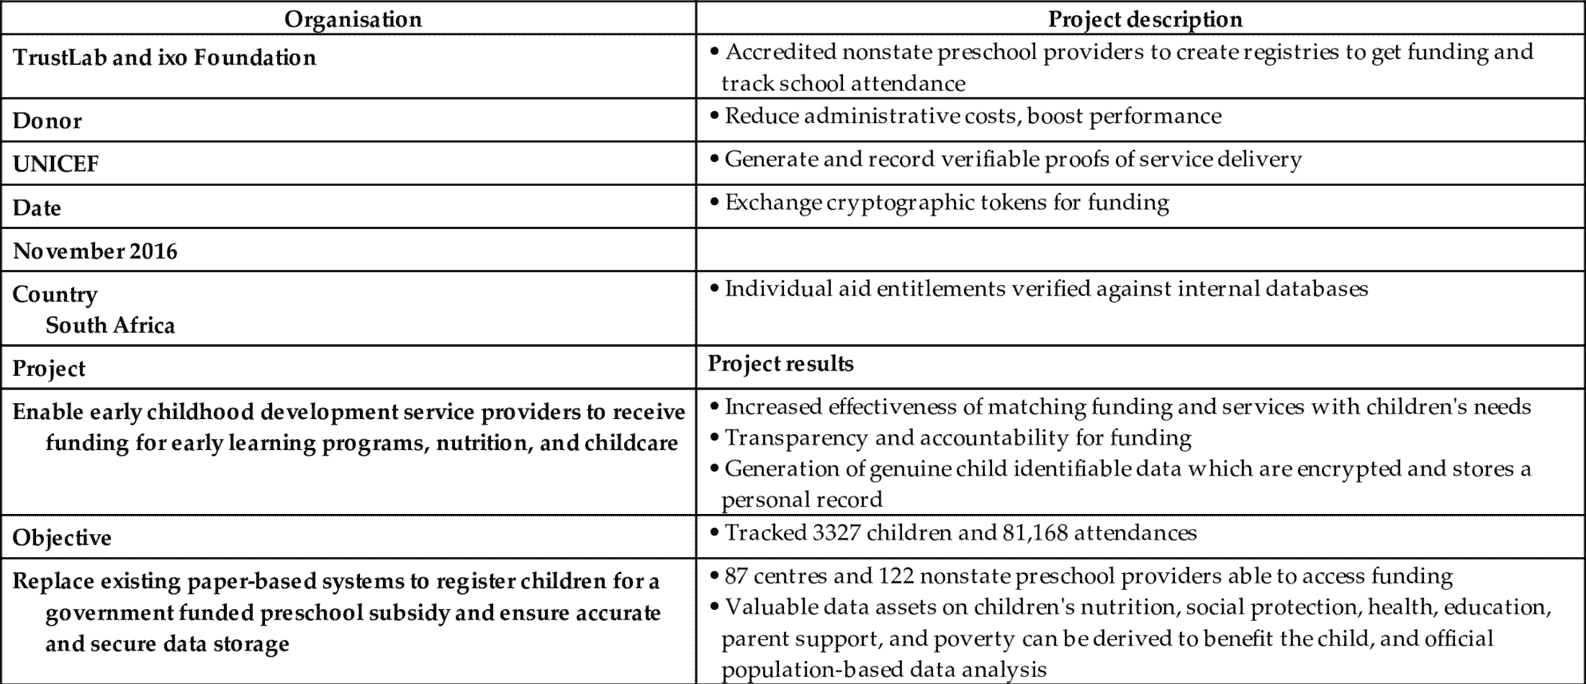 Organisation
Project description
TrustLab and ixo Foundation
• Accredited nonstate preschool providers to create registries to get funding and
track school attendance
Donor
• Reduce administrative costs, boost performance
UNICEF
• Generate and record verifiable proofs of service delivery
Date
• Exchange cryptographic tokens for funding
November 2016
Country
South Africa
• Individual aid entitlements verified against internal databases
Project
Project results
Enable early childhood development service providers to receive
funding for early learning programs, nutrition, and childcare
• Increased effectiveness of matching funding and services with children's needs
• Transparency and accountability for funding
• Generation of genuine child identifiable data which are encrypted and stores a
personal record
Objective
• Tracked 3327 children and 81,168 attendances
Replace existing paper-based systems to register children for a
government funded preschool subsidy and ensure accurate
and secure data storage
• 87 centres and 122 nonstate preschool providers able to access funding
• Valuable data assets on children's nutrition, social protection, health, education,
parent support, and poverty can be derived to benefit the child, and official
population-based data analysis